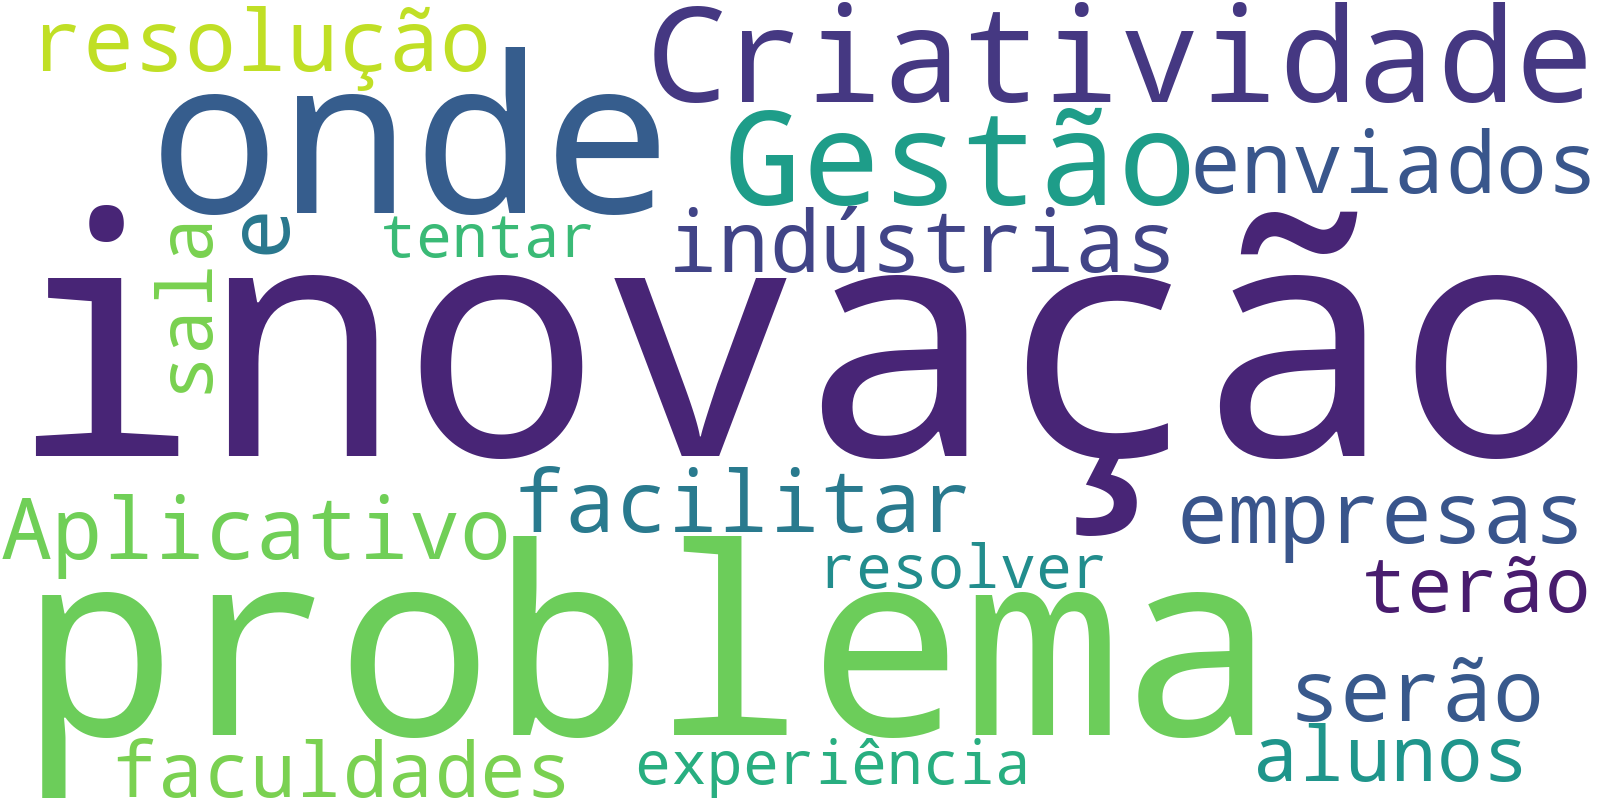 resolução
Criatividade
onde
Gestão
enviados
sala
e
tentar
indústrias
inovação
facilitar
Aplicativo
empresas
resolver
terão
problema
serão
alunos
faculdades
experiência